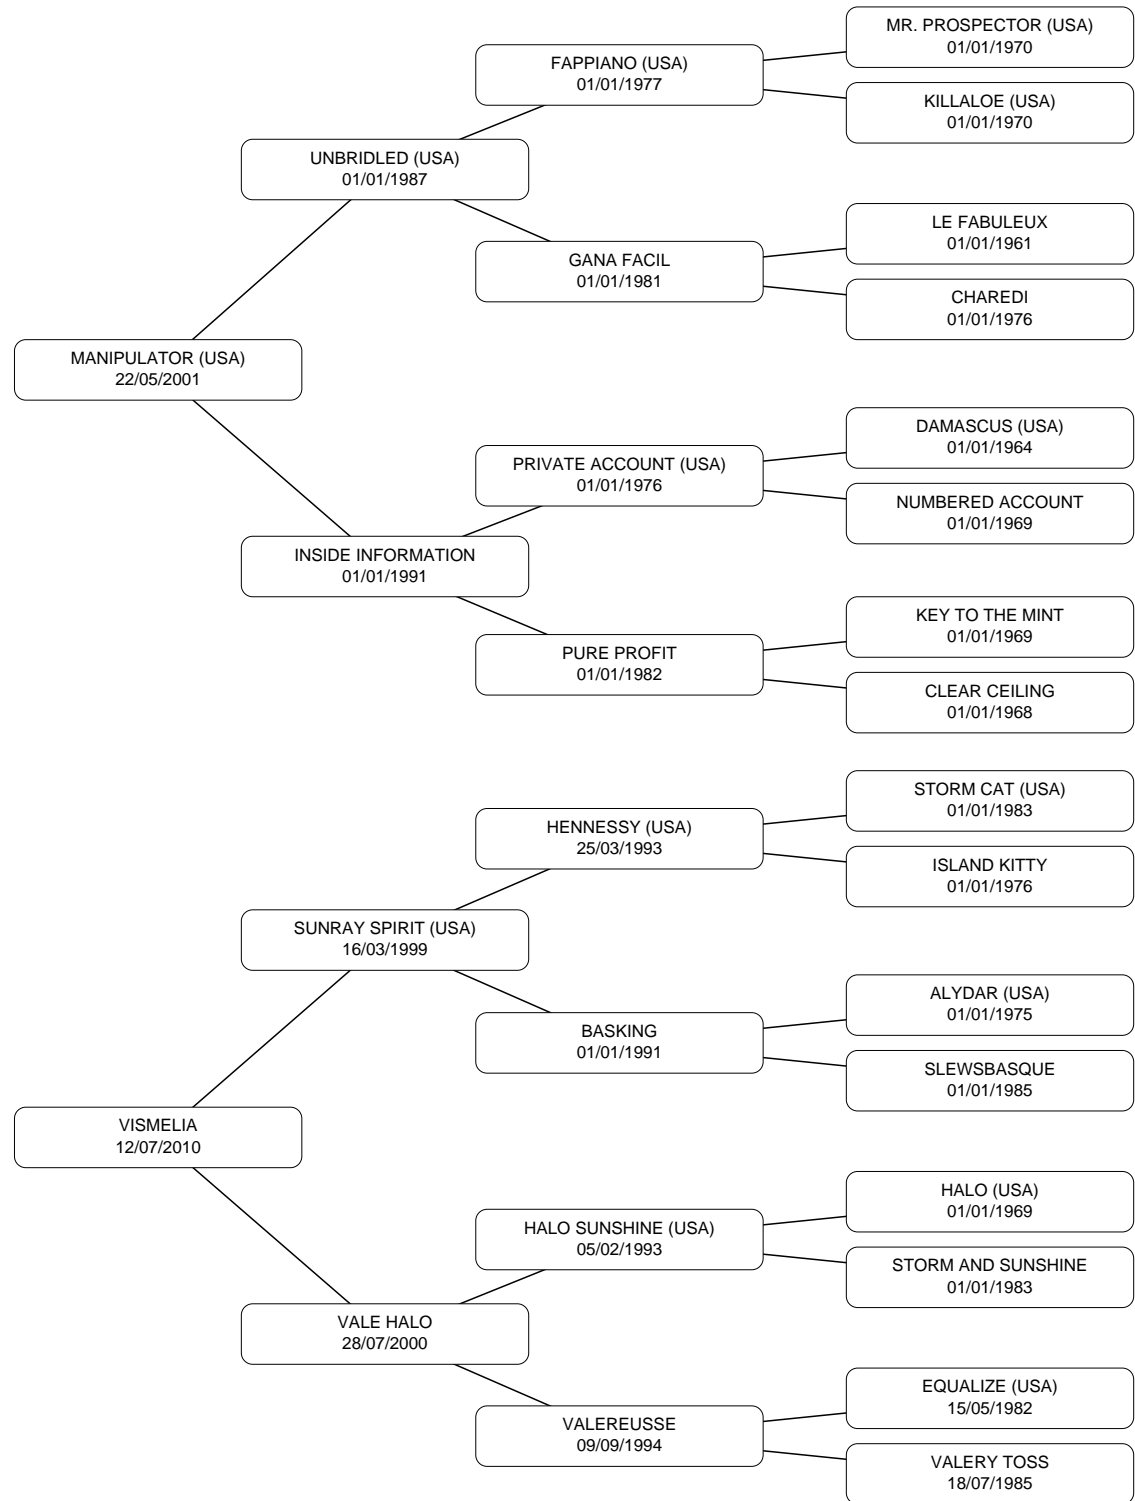 MR. PROSPECTOR (USA)
01/01/1970
FAPPIANO (USA)
01/01/1977
KILLALOE (USA)
01/01/1970
UNBRIDLED (USA)
01/01/1987
LE FABULEUX
01/01/1961
GANA FACIL
01/01/1981
CHAREDI
01/01/1976
MANIPULATOR (USA)
22/05/2001
DAMASCUS (USA)
01/01/1964
PRIVATE ACCOUNT (USA)
01/01/1976
NUMBERED ACCOUNT
01/01/1969
INSIDE INFORMATION
01/01/1991
KEY TO THE MINT
01/01/1969
PURE PROFIT
01/01/1982
CLEAR CEILING
01/01/1968
STORM CAT (USA)
01/01/1983
HENNESSY (USA)
25/03/1993
ISLAND KITTY
01/01/1976
SUNRAY SPIRIT (USA)
16/03/1999
ALYDAR (USA)
01/01/1975
BASKING
01/01/1991
SLEWSBASQUE
01/01/1985
VISMELIA
12/07/2010
HALO (USA)
01/01/1969
HALO SUNSHINE (USA)
05/02/1993
STORM AND SUNSHINE
01/01/1983
VALE HALO
28/07/2000
EQUALIZE (USA)
15/05/1982
VALEREUSSE
09/09/1994
VALERY TOSS
18/07/1985